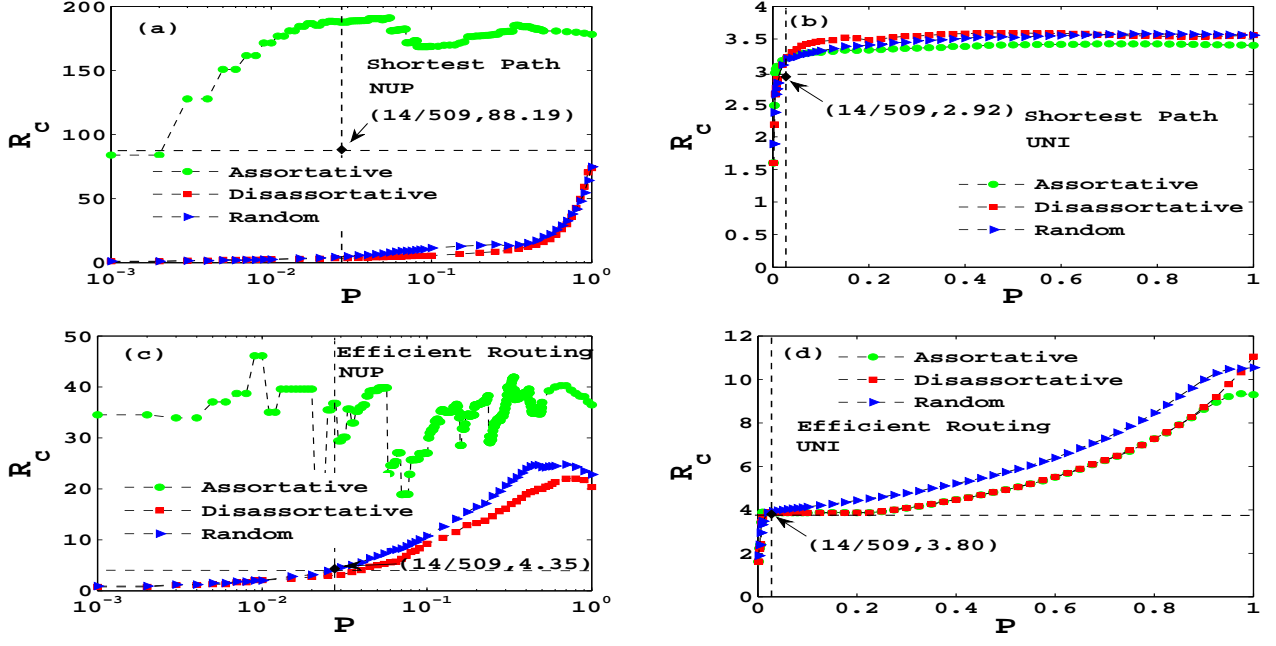 (a)
200
150
100
50
0
R_c
Shortest Path
NUP
(14/509,88.19)
Assortative
Disassortative
Random
10^-3
10^-2
10^-1
10^0
P
(b)
4
3.5
3
2.5
2
1.5
1
0.5
0
R_c
(14/509,2.92)
Shortest Path
UNI
Assortative
Disassortative
Random
0
0.2
0.4
0.6
0.8
1
P
(c)
50
40
30
20
10
0
R_c
Efficient Routing
NUP
Assortative
Disassortative
Random
(14/509,4.35)
10^-3
10^-2
10^-1
10^0
P
(d)
12
10
8
6
4
2
0
R_c
Assortative
Disassortative
Random
Efficient Routing
UNI
(14/509,3.80)
0
0.2
0.4
0.6
0.8
1
P